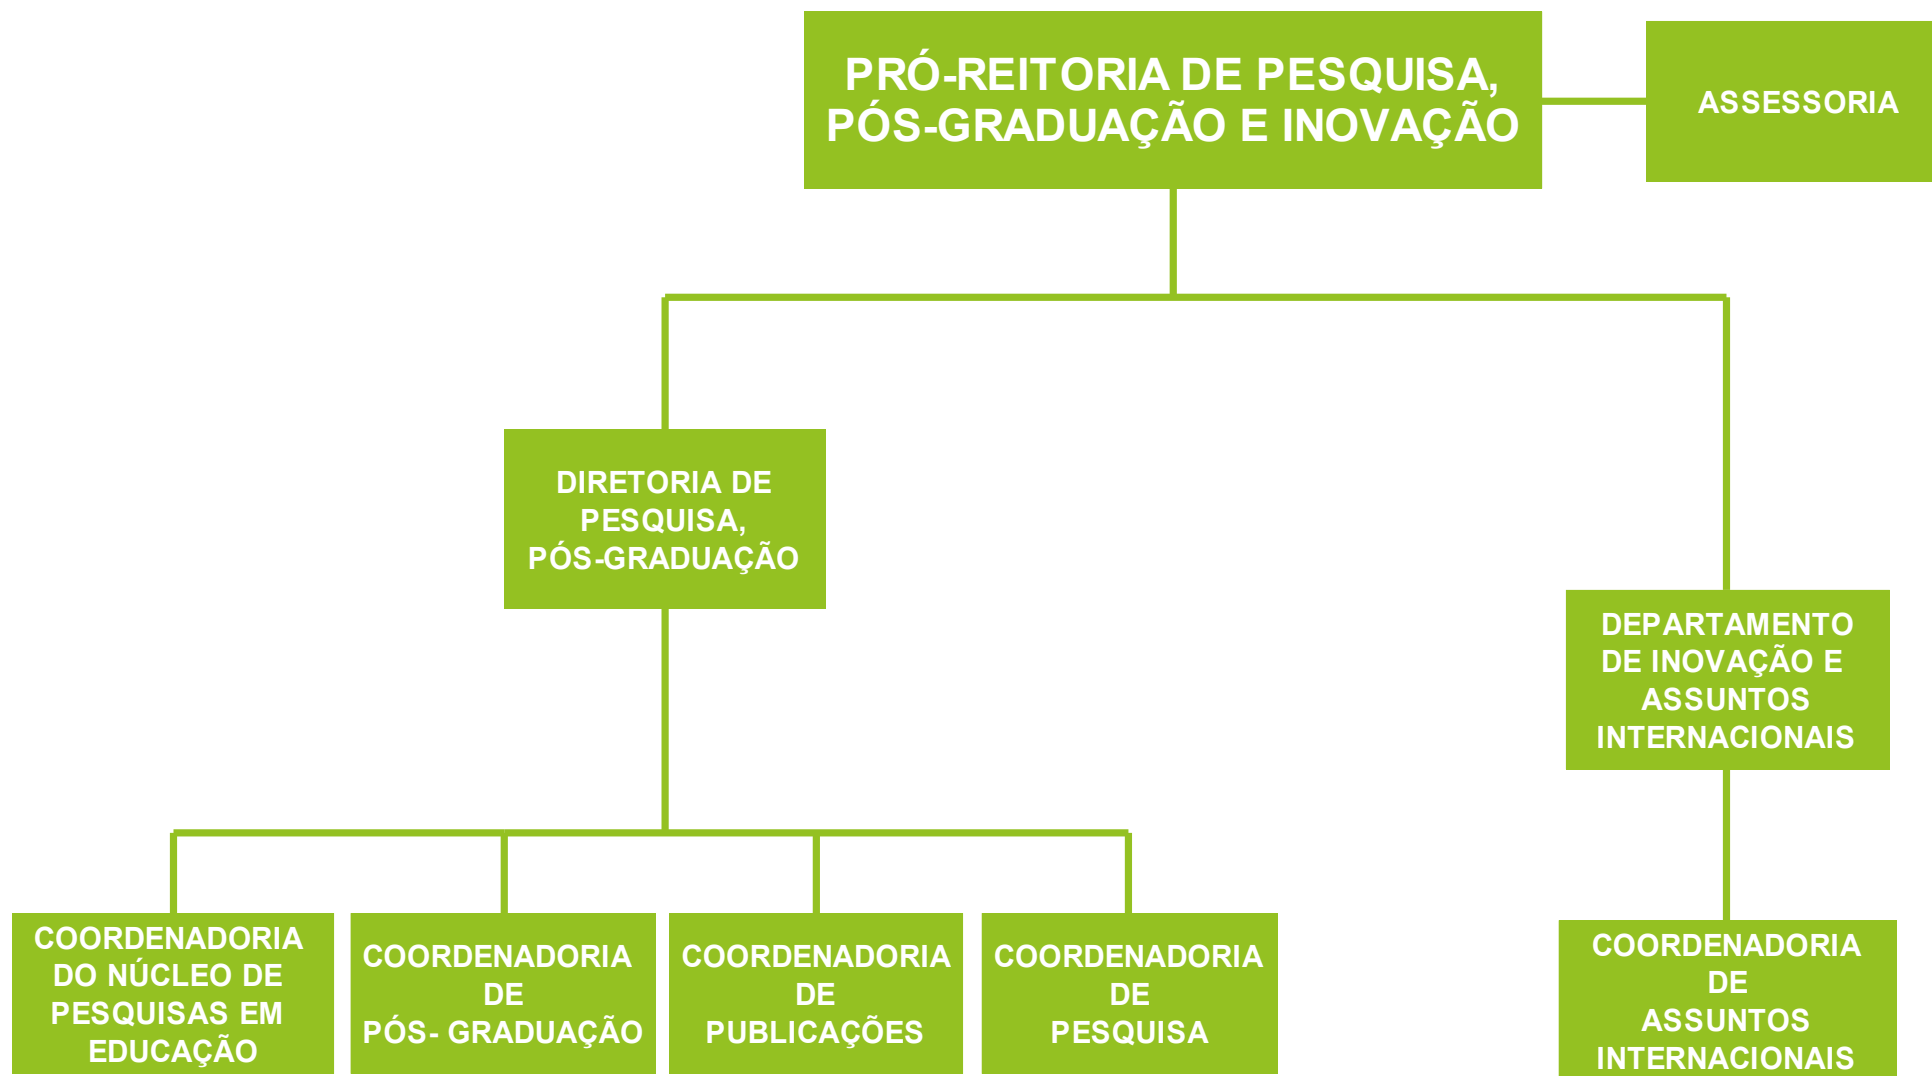 PRÓ-REITORIA DE PESQUISA,
PÓS-GRADUAÇÃO E INOVAÇÃO
ASSESSORIA
DIRETORIA DE
PESQUISA,
PÓS-GRADUAÇÃO
DEPARTAMENTO
DE INOVAÇÃO E
ASSUNTOS
INTERNACIONAIS
COORDENADORIA
DO NÚCLEO DE
PESQUISAS EM
EDUCAÇÃO
COORDENADORIA
DE
PÓS- GRADUAÇÃO
COORDENADORIA
DE
PUBLICAÇÕES
COORDENADORIA
DE
PESQUISA
COORDENADORIA
DE
ASSUNTOS
INTERNACIONAIS